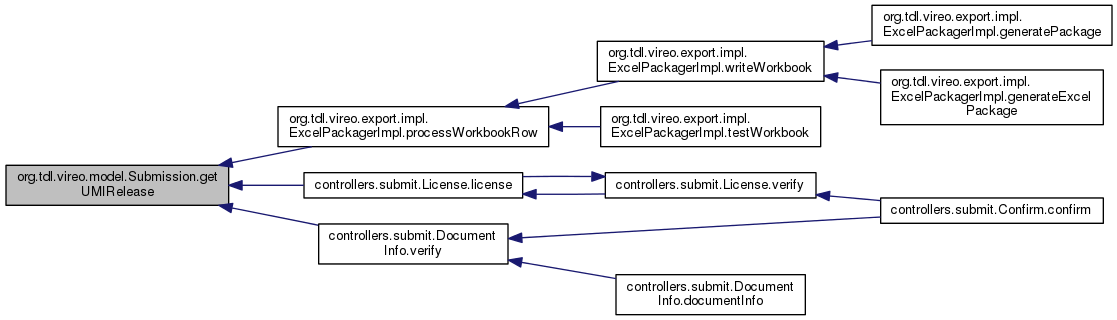 org.tdl.vireo.model.Submission.get
UMIRelease
org.tdl.vireo.export.impl.
ExcelPackagerImpl.processWorkbookRow
org.tdl.vireo.export.impl.
ExcelPackagerImpl.writeWorkbook
org.tdl.vireo.export.impl.
ExcelPackagerImpl.generatePackage
org.tdl.vireo.export.impl.
ExcelPackagerImpl.generateExcel
Package
org.tdl.vireo.export.impl.
ExcelPackagerImpl.testWorkbook
controllers.submit.License.license
controllers.submit.License.verify
controllers.submit.Confirm.confirm
controllers.submit.Document
Info.verify
controllers.submit.Document
Info.documentInfo